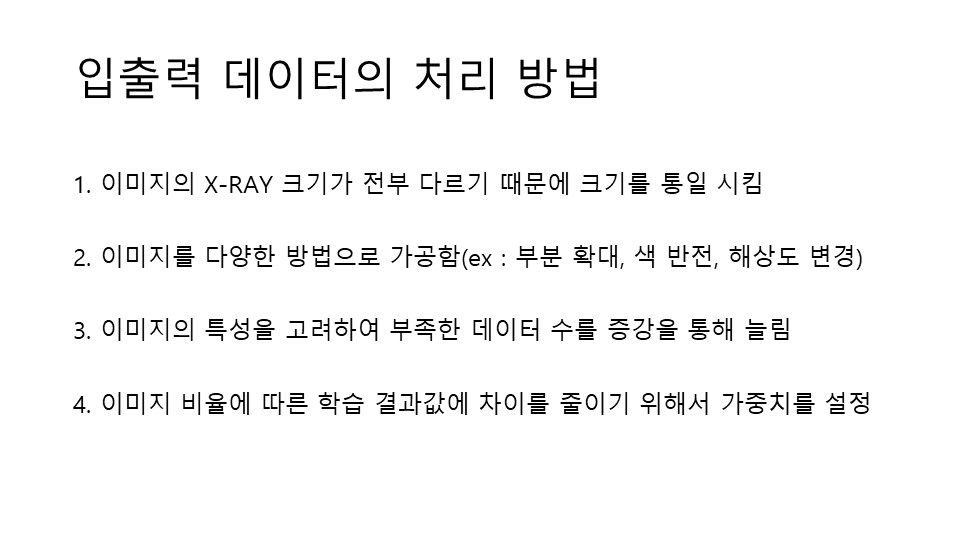 입출력 데이터의 처리 방법
1. 이미지의 X-RAY 크기가 전부 다르기 때문에 크기를 통일 시킴
2. 이미지를 다양한 방법으로 가공함(ex : 부분 확대, 색 반전, 해상도 변경)
3. 이미지의 특성을 고려하여 부족한 데이터 수를 증강을 통해 늘림
4. 이미지 비율에 따른 학습 결과값에 차이를 줄이기 위해서 가중치를 설정